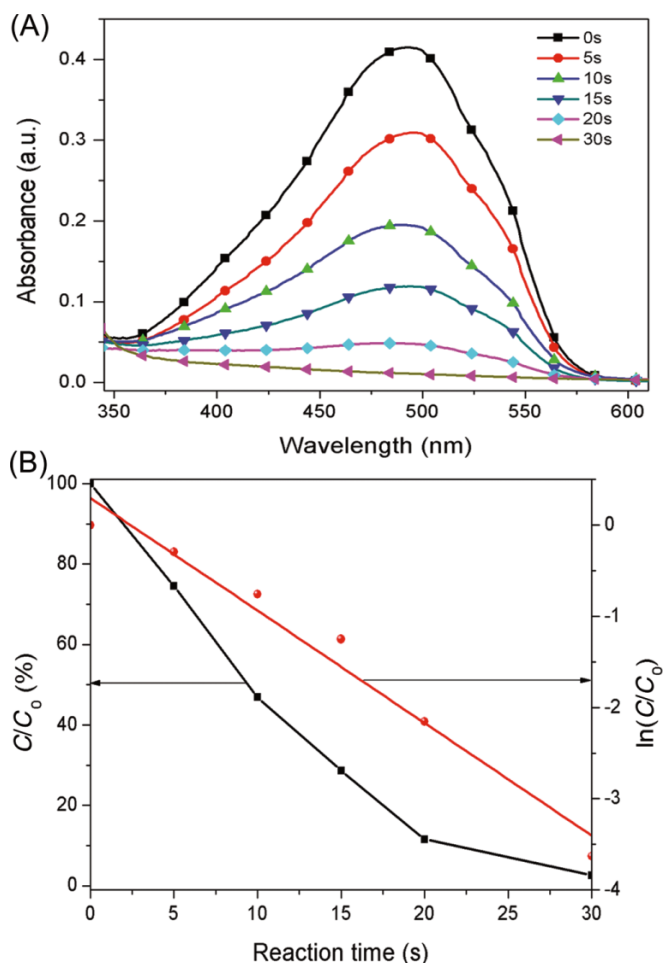 (A)
0s
5s
10s
15s
20s
30s
0.4
0.3
0.2
0.1
0.0
Absorbance (a.u.)
350 400 450 500 550 600
Wavelength (nm)
(B)
100
80
60
40
20
0
C/C0 (%)
0
-1
-2
-3
-4
ln(C/C0)
0 5 10 15 20 30
Reaction time (s)